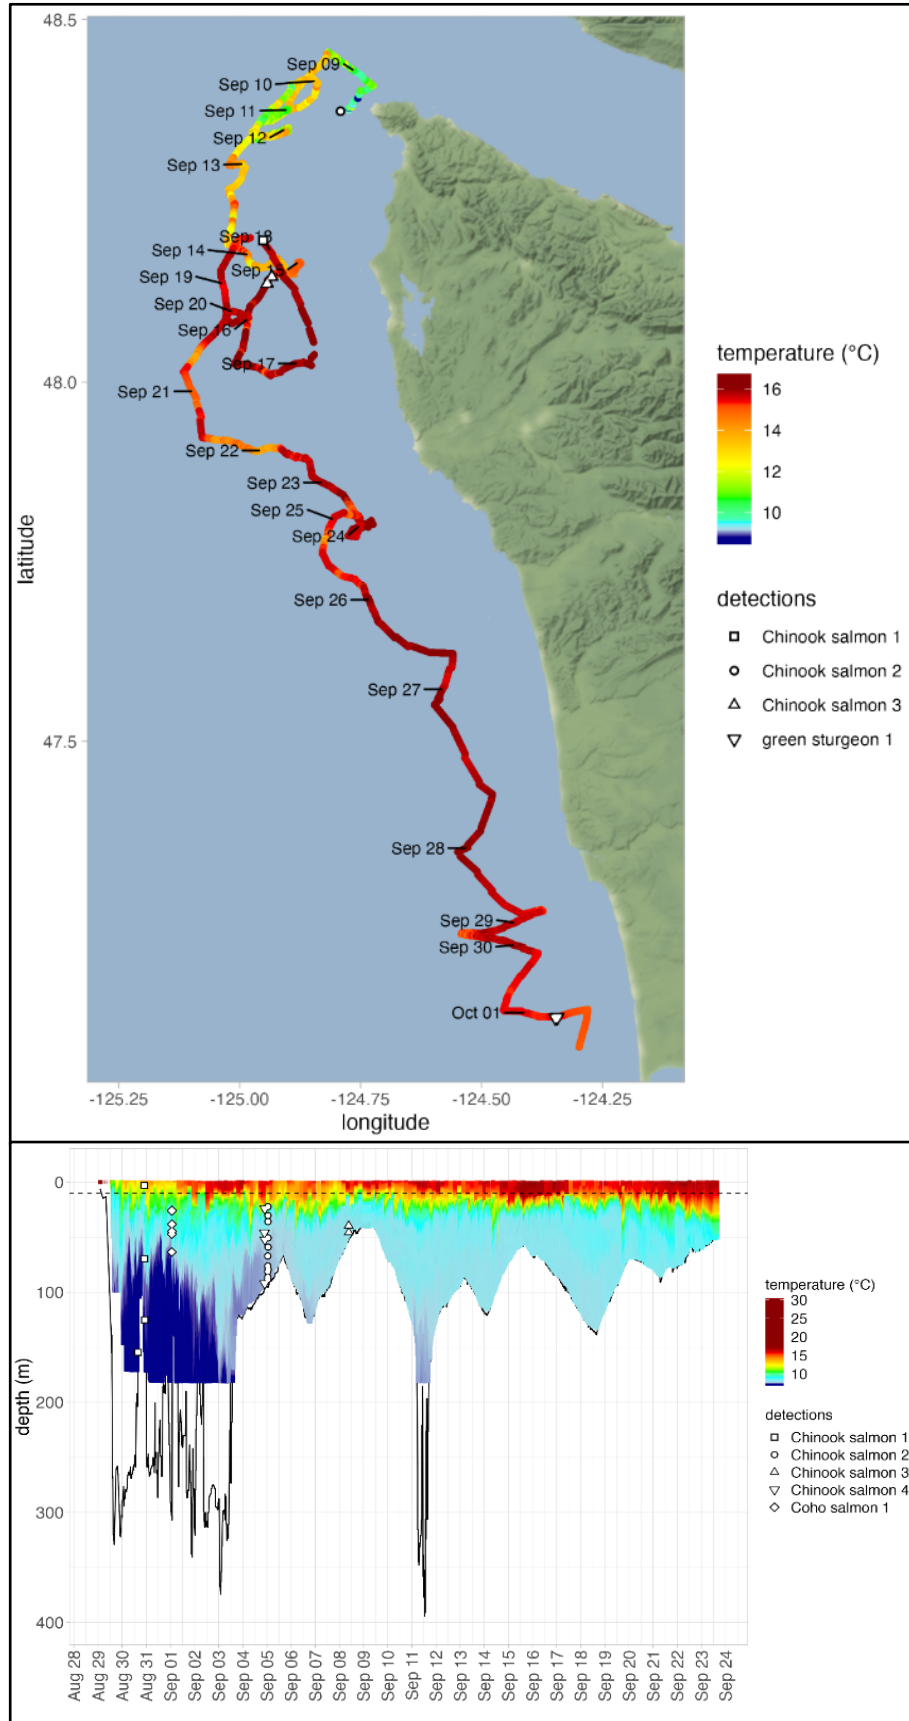 48.5
Sep 09
Sep 10
Sep 11
Sep 12
Sep 13
Sep 18
Sep 14
Sep 15
Sep 19
Sep 20
Sep 16
Sep 17
48.0
Sep 21
Sep 22
Sep 23
Sep 25
Sep 24
latitude
Sep 26
Sep 27
47.5
Sep 28
Sep 29
Sep 30
Oct 01
-125.25 -125.00 -124.75 -124.50 -124.25
longitude
temperature (°C)
16
14
12
10
detections
Chinook salmon 1
Chinook salmon 2
Chinook salmon 3
green sturgeon 1
0
100
200
300
400
depth (m)
Aug 28
Aug 29
Aug 30
Aug 31
Sep 01
Sep 02
Sep 03
Sep 04
Sep 05
Sep 06
Sep 07
Sep 08
Sep 09
Sep 10
Sep 11
Sep 12
Sep 13
Sep 14
Sep 15
Sep 16
Sep 17
Sep 18
Sep 19
Sep 20
Sep 21
Sep 22
Sep 23
Sep 24
temperature (°C)
30
25
20
15
10
detections
Chinook salmon 1
Chinook salmon 2
Chinook salmon 3
Chinook salmon 4
Coho salmon 1